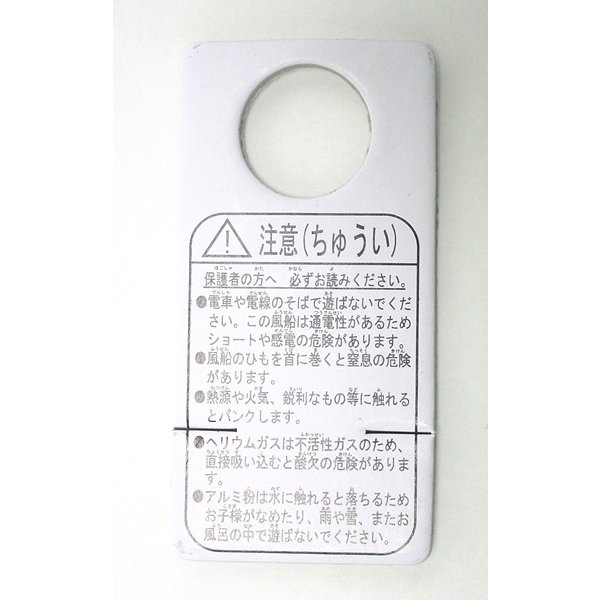 注意(ちゅうい)
保護者の方へ 必ずお読みください。
●電車や電線のそばで遊ばないでくだ
さい。この風船は通電性があるため
ショートや感電の危険があります。
●風船のひもを首に巻くと窒息の危険
があります。
●熱源や火気、鋭利なもの等に触れる
とパンクします。
●ヘリウムガスは不活性ガスのため、
直接吸い込むと酸欠の危険がありま
す。
●アルミ粉は水に触れると落ちるため
お子様がなめたり、雨や雪、またお
風呂の中で遊ばないでください。